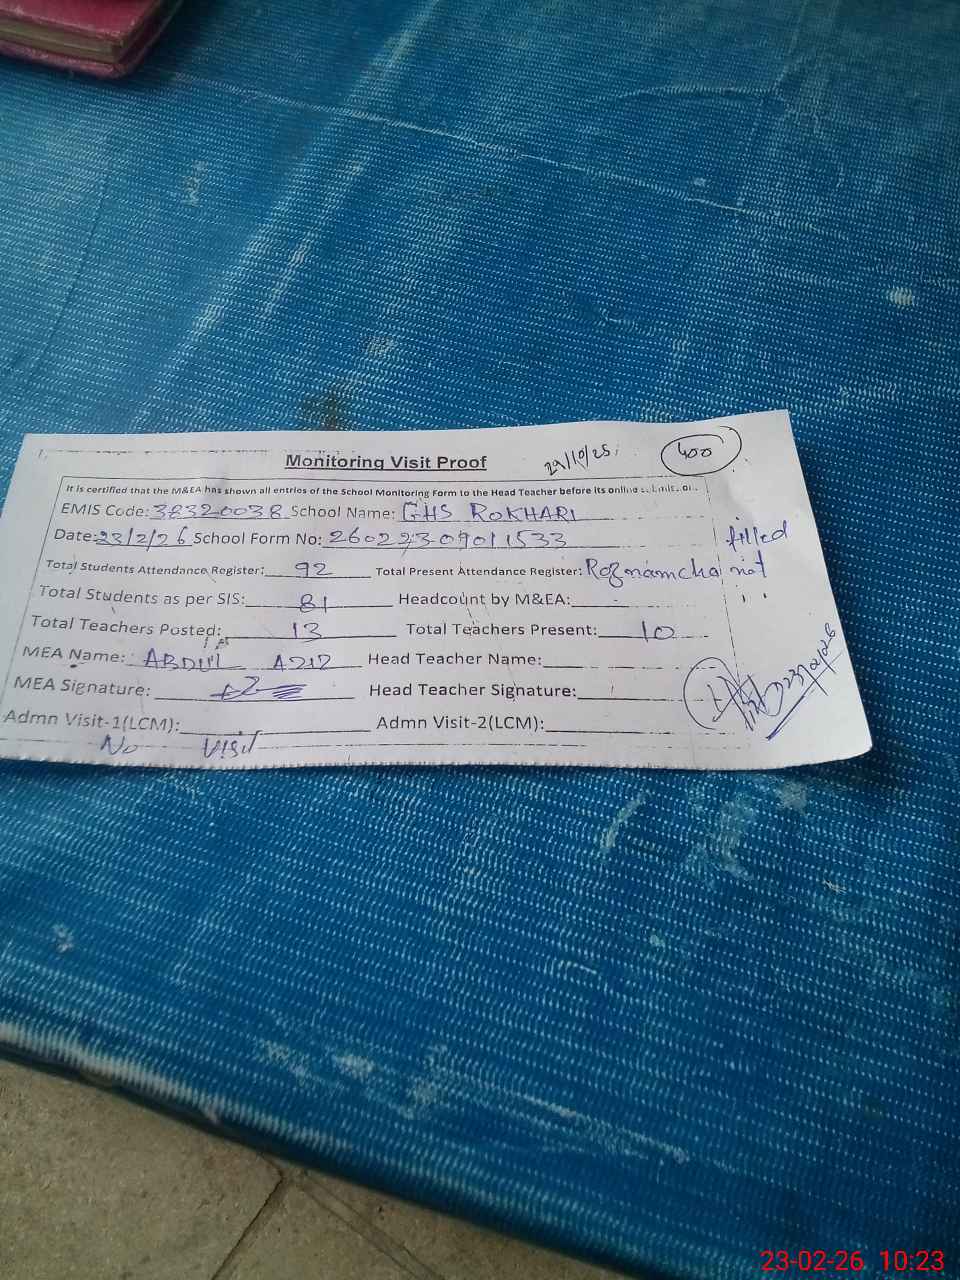 Monitoring Visit Proof 29/10/25 400
It is certified that the M&EA has shown all entries of the School Monitoring Form to the Head Teacher before its online
EMIS Code: 38320038 School Name: GHS ROKHARI
Date: 23/2/26 School Form No: 26022309011533
Total Students Attendance Register: 92 Total Present Attendance Register: Roznamcha not filled
Total Students as per SIS: 81 Headcount by M&EA: -
Total Teachers Posted: 13 Total Teachers Present: 10
MEA Name: ABDUL AZIZ Head Teacher Name:
MEA Signature: Head Teacher Signature:
23/02/026
Admn Visit-1(LCM): Admn Visit-2(LCM):
No Visit
23-02-26 10:23